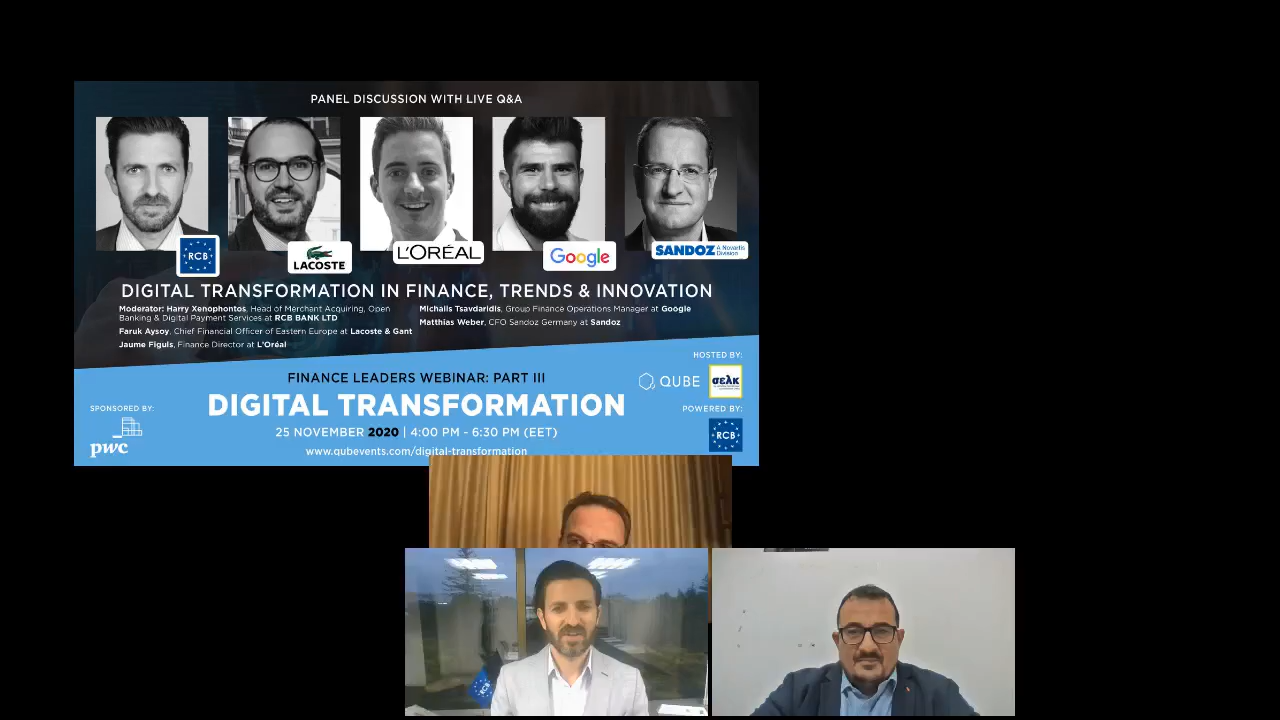 PANEL DISCUSSION WITH LIVE Q&A
RCB
LACOSTE
L'ORÉAL
Google
SANDOZ A Novartis Division
DIGITAL TRANSFORMATION IN FINANCE, TRENDS & INNOVATION
Moderator: Harry Xenophontos, Head of Merchant Acquiring, Open
Banking & Digital Payment Services at RCB BANK LTD
Faruk Aysoy, Chief Financial Officer of Eastern Europe at Lacoste & Gant
Jaume Figuls, Finance Director at L'Oréal
Michalis Tsavdaridis, Group Finance Operations Manager at Google
Matthias Weber, CFO Sandoz Germany at Sandoz
FINANCE LEADERS WEBINAR: PART III
DIGITAL TRANSFORMATION
25 NOVEMBER 2020 | 4:00 PM - 6:30 PM (EET)
www.qubevents.com/digital-transformation
SPONSORED BY:
pwc
HOSTED BY:
QUBE
σελκ
POWERED BY:
RCB
RCB